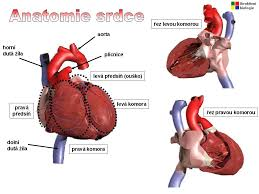 Anatomie srdce
aorta
horní
dutá žíla
plicnice
levá předsíň (ouško)
levá komora
pravá
předsíň
dolní
dutá žíla
pravá komora
řez levou komorou
řez pravou komorou